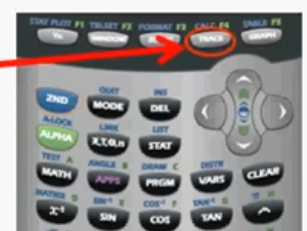 STAT PLOT F1 TBLSET F2 FORMAT F3 CALC F4 TABLE F5
WINDOW TRACE GRAPH
QUIT INS
2ND MODE DEL
A-LOCK LINK LIST
ALPHA X,T,Θ,n STAT
TEST A ANGLE B DRAW C DISTR
MATH APPS PRGM VARS CLEAR
MATRIX D SIN⁻¹ E COS⁻¹ F TAN⁻¹ G π H
X⁻¹ SIN COS TAN ^